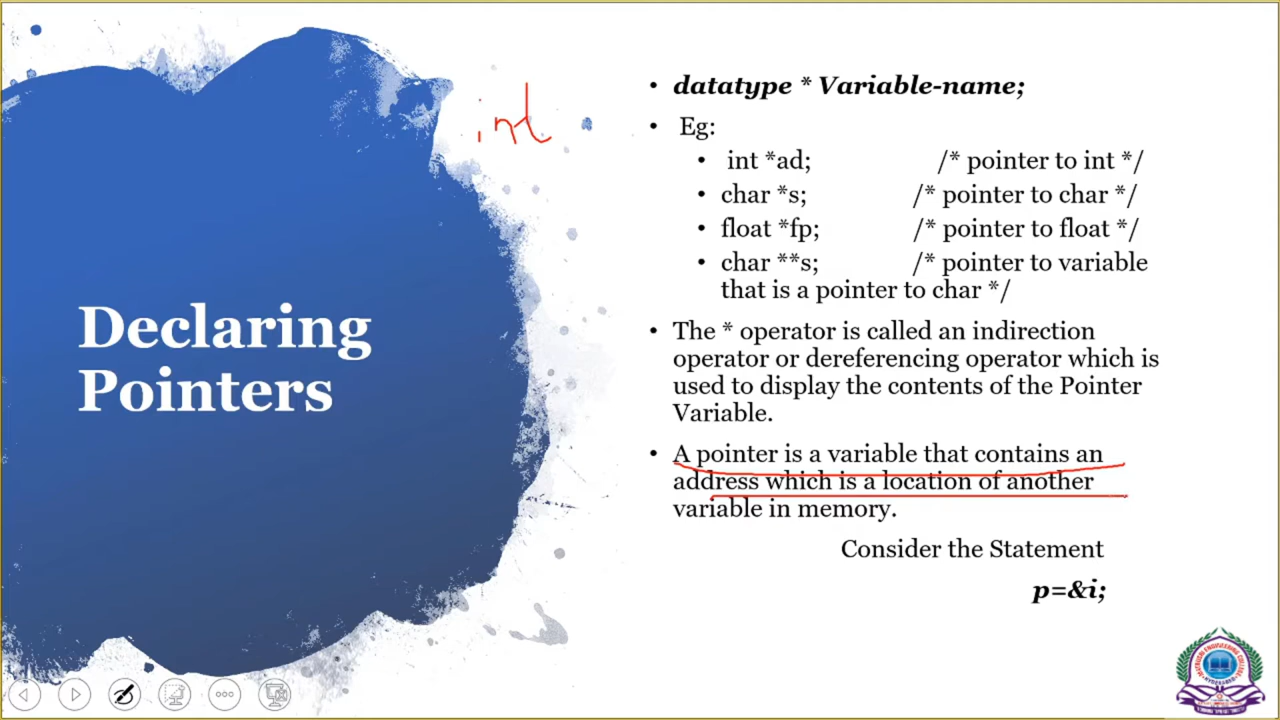 Declaring
Pointers
int
• datatype * Variable-name;
• Eg:
• int *ad; /* pointer to int */
• char *s; /* pointer to char */
• float *fp; /* pointer to float */
• char **s; /* pointer to variable
that is a pointer to char */
• The * operator is called an indirection
operator or dereferencing operator which is
used to display the contents of the Pointer
Variable.
• A pointer is a variable that contains an
address which is a location of another
variable in memory.
Consider the Statement
p=&i;